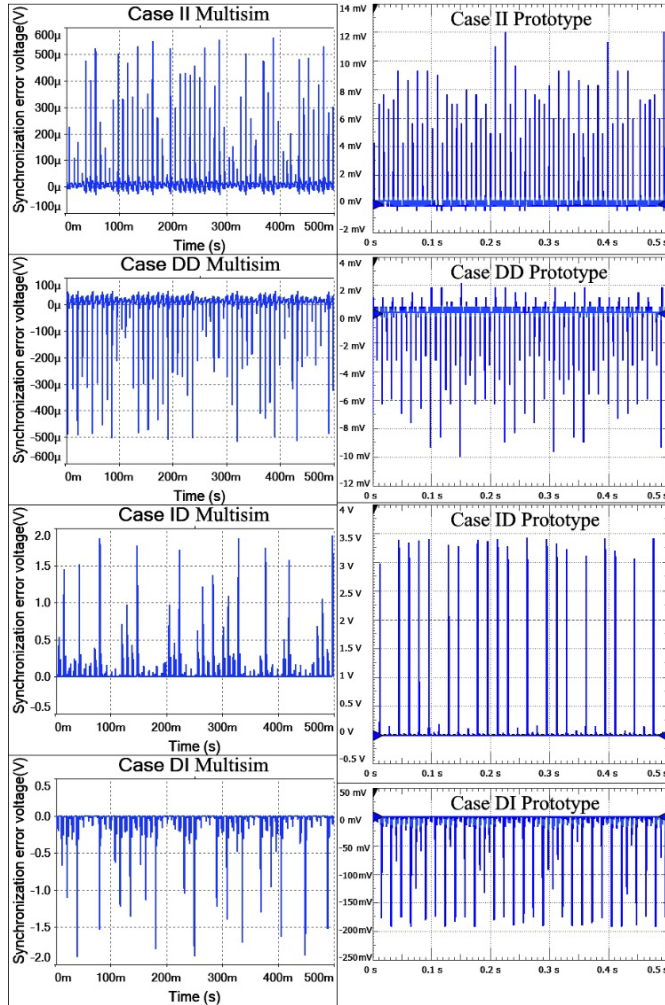 Case II Multisim
Synchronization error voltage(V)
600µ
500µ
400µ
300µ
200µ
100µ
0µ
-100µ
0m 100m 200m 300m 400m 500m
Time (s)
Case II Prototype
14 mV
12 mV
10 mV
8 mV
6 mV
4 mV
2 mV
0 mV
-2 mV
0 s 0.1 s 0.2 s 0.3 s 0.4 s 0.5 s
Case DD Multisim
Synchronization error voltage(V)
100µ
0µ
-100µ
-200µ
-300µ
-400µ
-500µ
-600µ
0m 100m 200m 300m 400m 500m
Time (s)
Case DD Prototype
4 mV
2 mV
0 mV
-2 mV
-4 mV
-6 mV
-8 mV
-10 mV
-12 mV
0 s 0.1 s 0.2 s 0.3 s 0.4 s 0.5 s
Case ID Multisim
Synchronization error voltage(V)
2.0
1.5
1.0
0.5
0.0
-0.5
0m 100m 200m 300m 400m 500m
Time (s)
Case ID Prototype
4 V
3.5 V
3 V
2.5 V
2 V
1 V
0 V
-0.5 V
0 s 0.1 s 0.2 s 0.3 s 0.4 s 0.5 s
Case DI Multisim
Synchronization error voltage(V)
0.0
-0.5
-1.0
-1.5
-2.0
0m 100m 200m 300m 400m 500m
Time (s)
Case DI Prototype
50 mV
0 mV
-50 mV
-100 mV
-150 mV
-200 mV
-250 mV
0 s 0.1 s 0.2 s 0.3 s 0.4 s 0.5 s